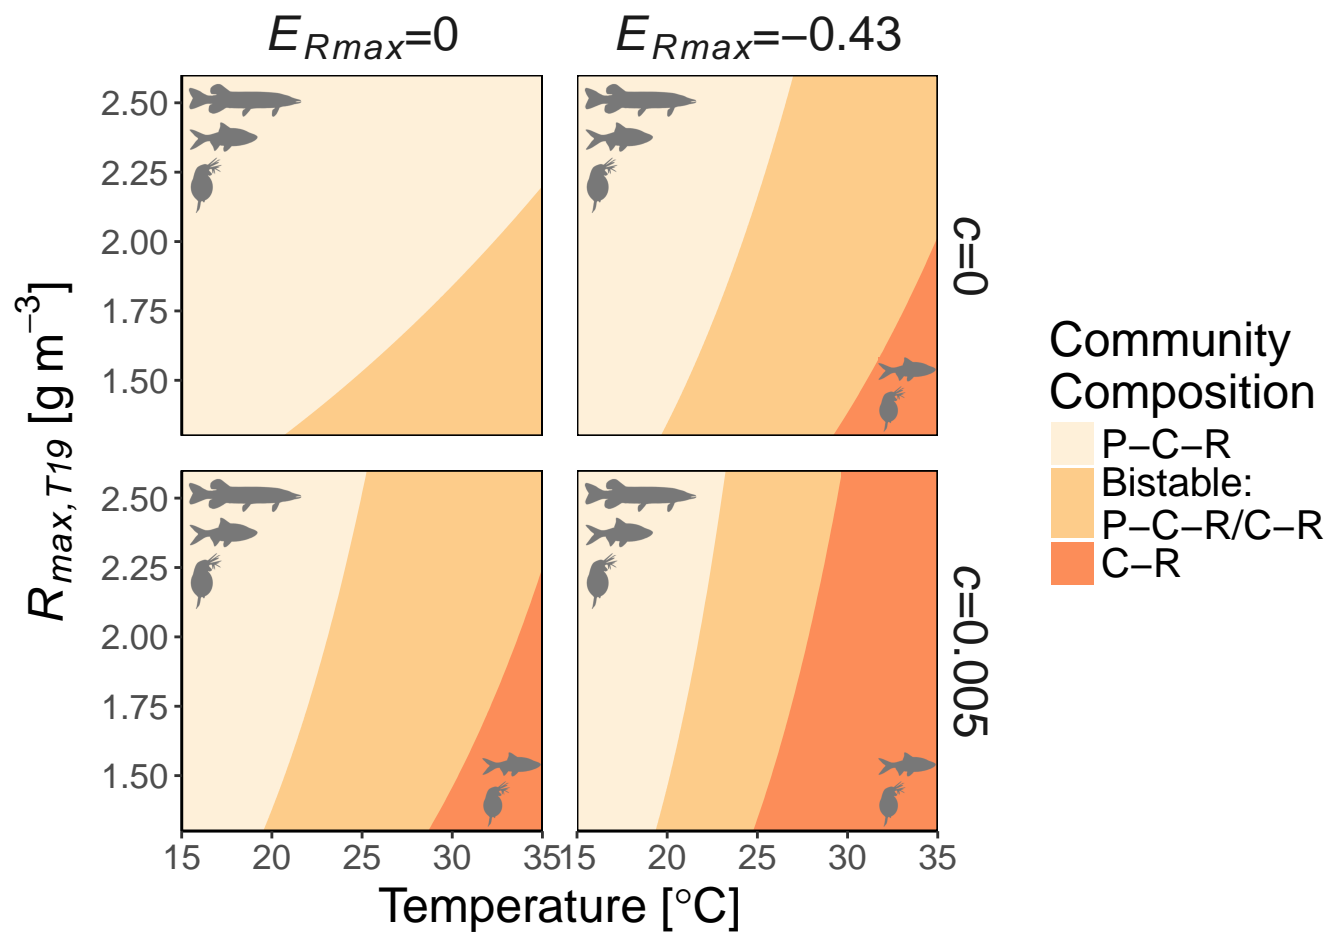 E_Rmax=0
E_Rmax=−0.43
2.50
2.25
2.00
1.75
1.50
c=0
2.50
2.25
2.00
1.75
1.50
c=0.005
R_max, T19 [g m⁻³]
15 20 25 30 35
15 20 25 30 35
Temperature [°C]
Community
Composition
P−C−R
Bistable:
P−C−R/C−R
C−R